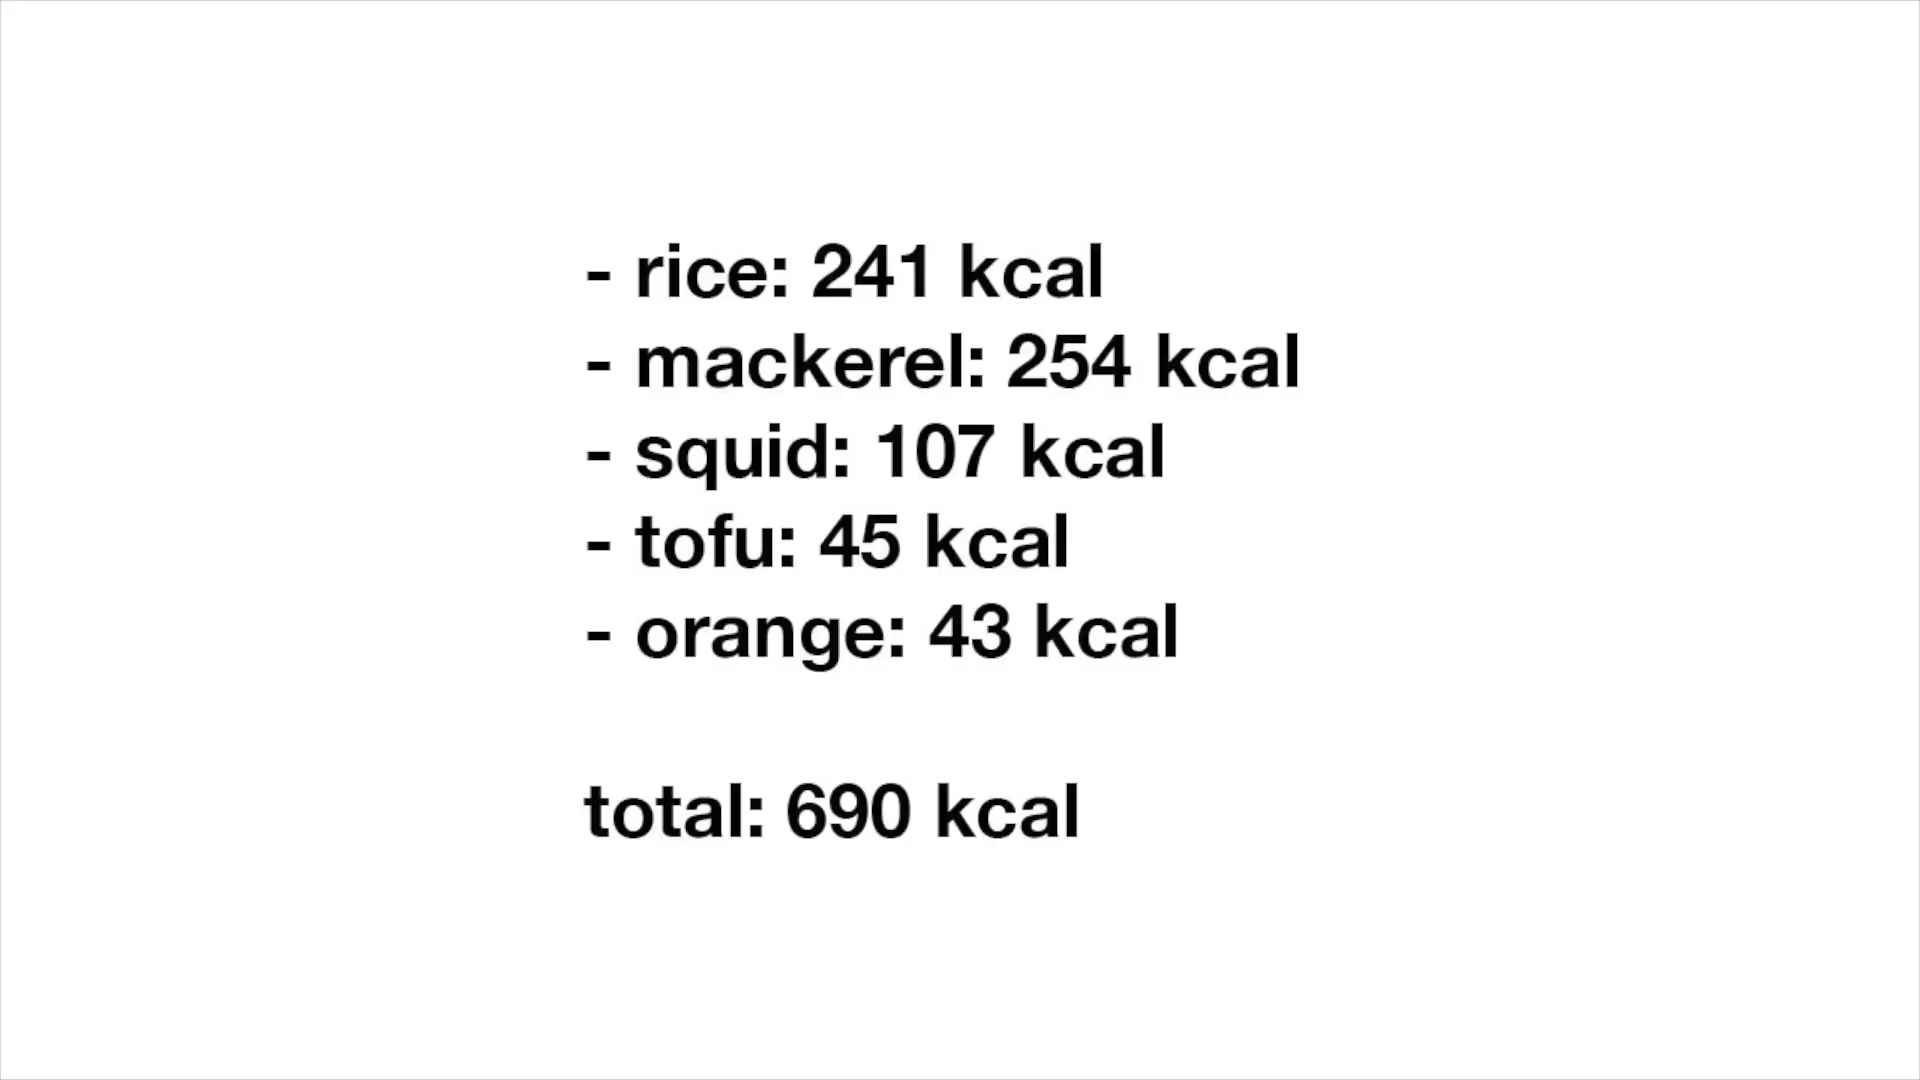 - rice: 241 kcal
- mackerel: 254 kcal
- squid: 107 kcal
- tofu: 45 kcal
- orange: 43 kcal
total: 690 kcal